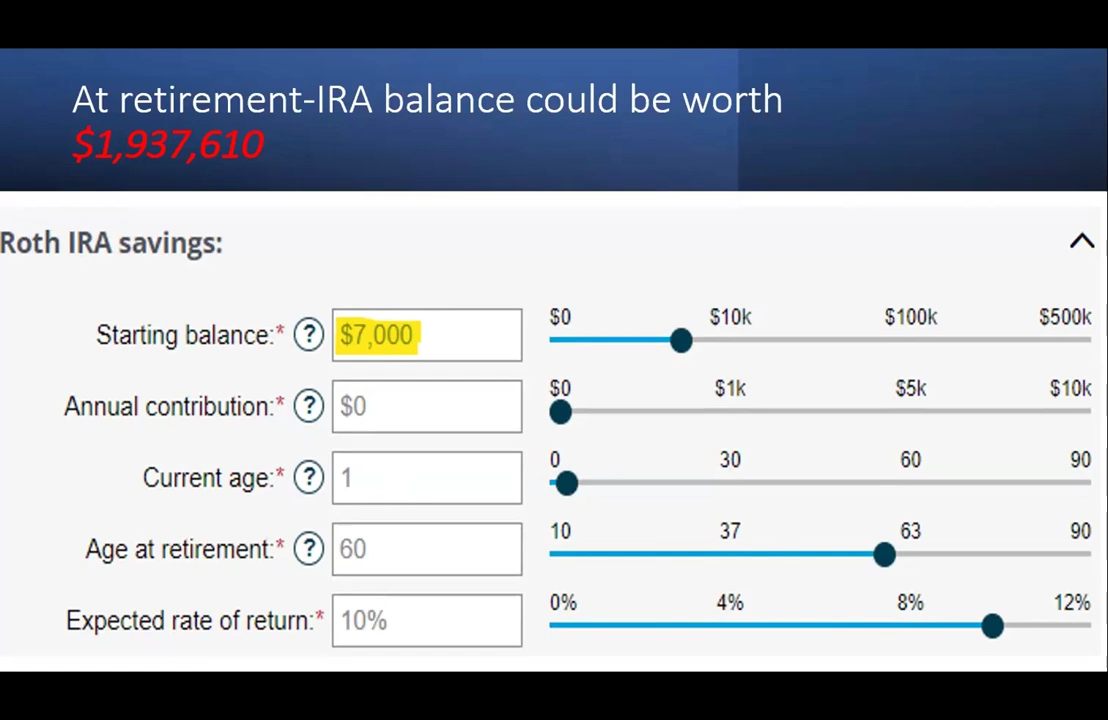 At retirement-IRA balance could be worth
$1,937,610
Roth IRA savings:
Starting balance:* ? $7,000 $0 $10k $100k $500k
Annual contribution:* ? $0 $0 $1k $5k $10k
Current age:* ? 1 0 30 60 90
Age at retirement:* ? 60 10 37 63 90
Expected rate of return:* 10% 0% 4% 8% 12%